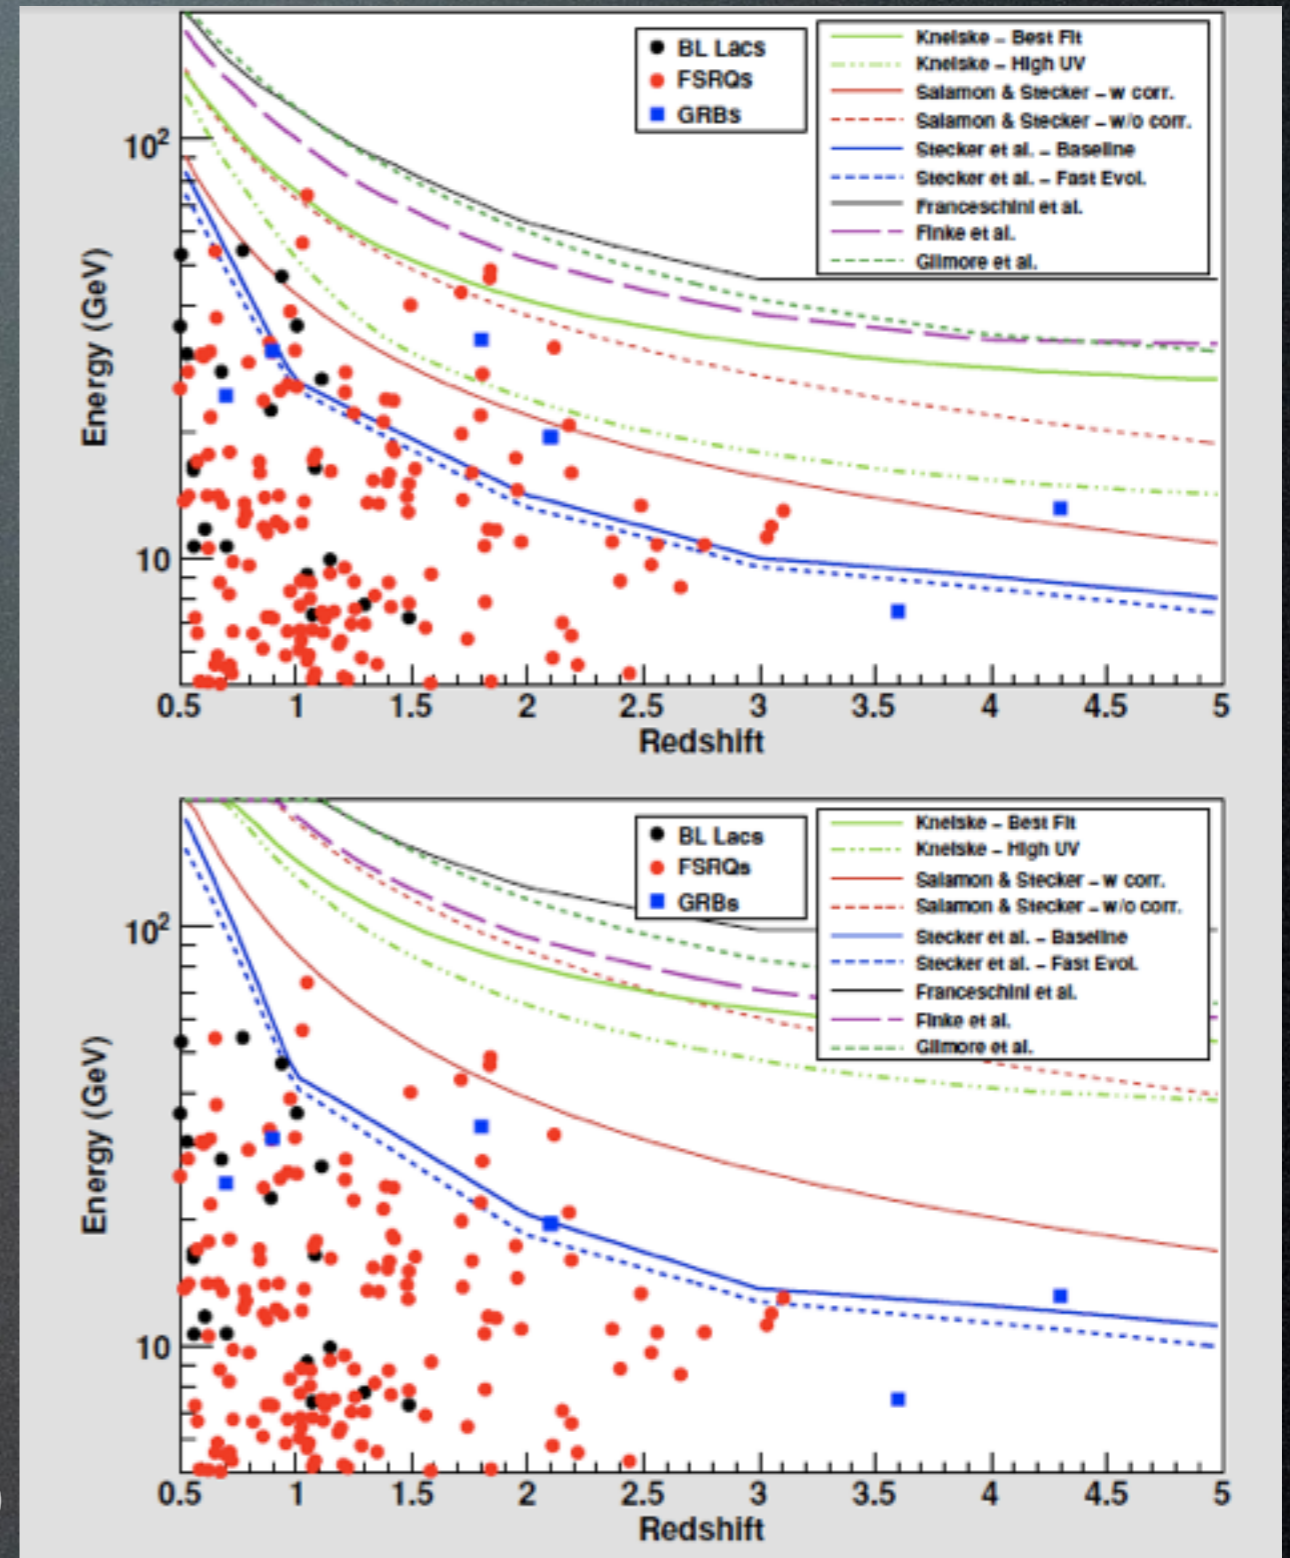 BL Lacs
FSRQs
GRBs
Kneiske – Best Fit
Kneiske – High UV
Salamon & Stecker – w corr.
Salamon & Stecker – w/o corr.
Stecker et al. – Baseline
Stecker et al. – Fast Evol.
Franceschini et al.
Finke et al.
Gilmore et al.
Energy (GeV)
10²
10
0.5 1 1.5 2 2.5 3 3.5 4 4.5 5
Redshift
BL Lacs
FSRQs
GRBs
Kneiske – Best Fit
Kneiske – High UV
Salamon & Stecker – w corr.
Salamon & Stecker – w/o corr.
Stecker et al. – Baseline
Stecker et al. – Fast Evol.
Franceschini et al.
Finke et al.
Gilmore et al.
Energy (GeV)
10²
10
0.5 1 1.5 2 2.5 3 3.5 4 4.5 5
Redshift